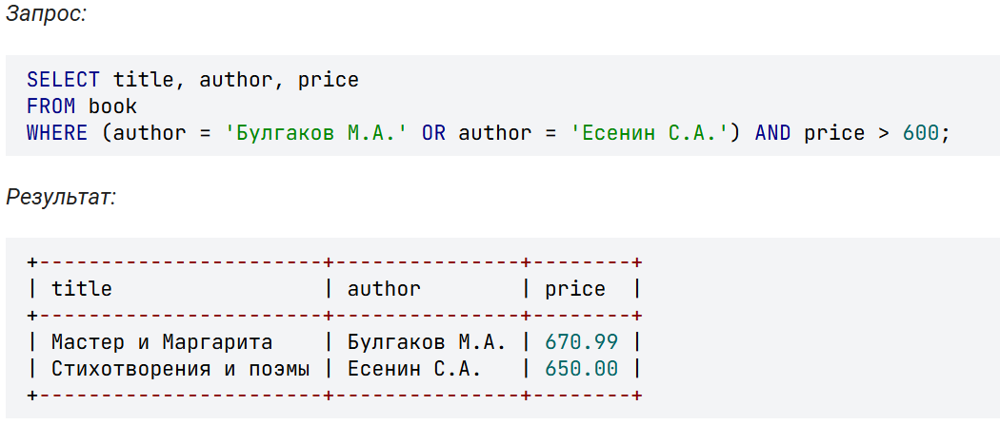 Запрос:
SELECT title, author, price
FROM book
WHERE (author = 'Булгаков М.А.' OR author = 'Есенин С.А.') AND price > 600;
Результат:
+-----------------------+--------------+--------+
| title                 | author       | price  |
+-----------------------+--------------+--------+
| Мастер и Маргарита    | Булгаков М.А. | 670.99 |
| Стихотворения и поэмы | Есенин С.А.   | 650.00 |
+-----------------------+--------------+--------+